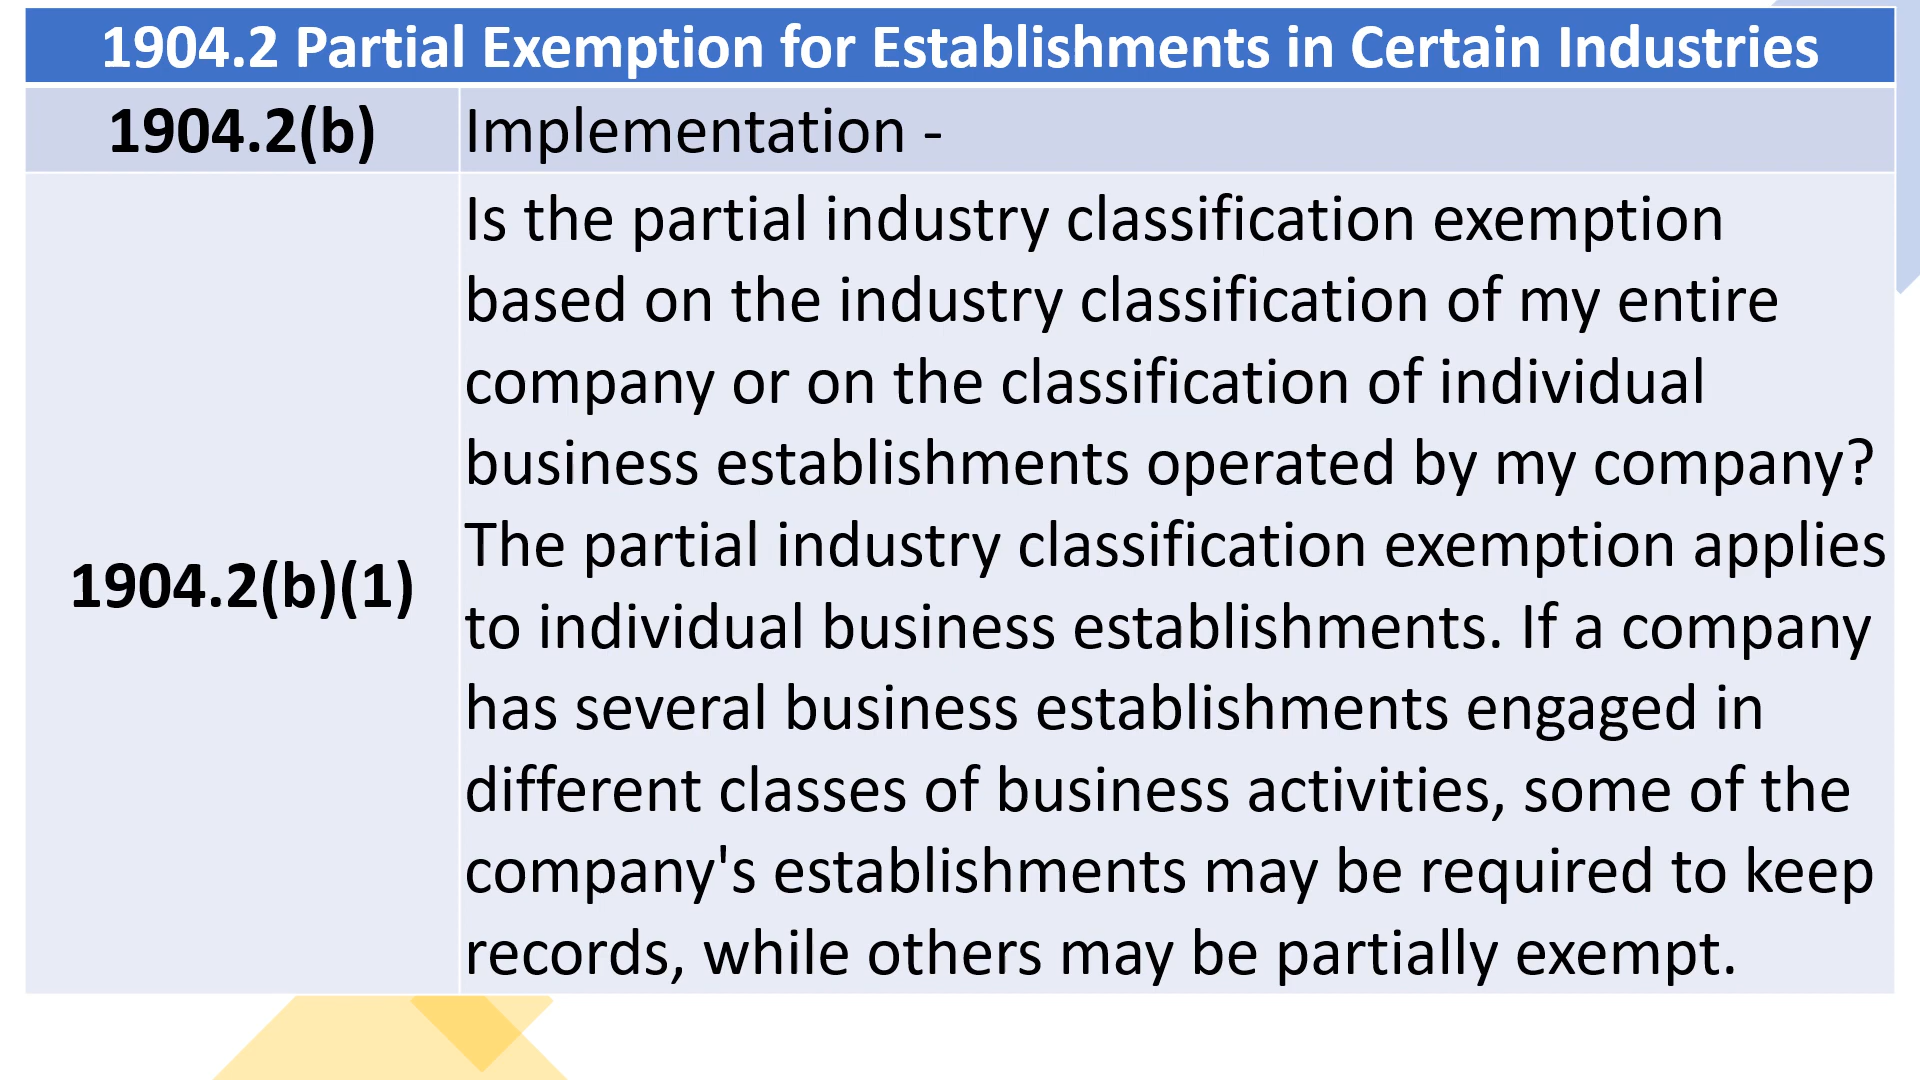 1904.2 Partial Exemption for Establishments in Certain Industries
1904.2(b)
Implementation -
1904.2(b)(1)
Is the partial industry classification exemption
based on the industry classification of my entire
company or on the classification of individual
business establishments operated by my company?
The partial industry classification exemption applies
to individual business establishments. If a company
has several business establishments engaged in
different classes of business activities, some of the
company's establishments may be required to keep
records, while others may be partially exempt.